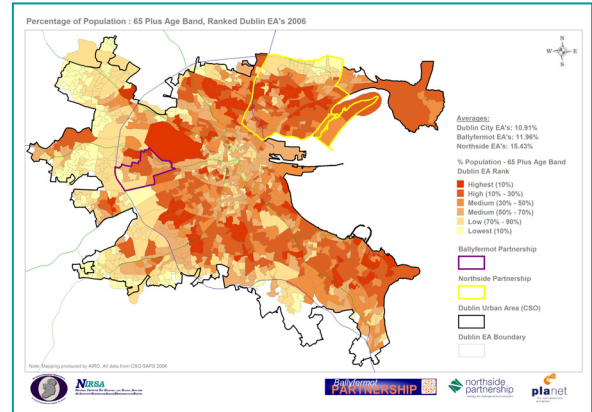 Percentage of Population : 65 Plus Age Band, Ranked Dublin EA's 2006
N
W
E
S
Averages:
Dublin City EA's: 10.91%
Ballyfermot EA's: 11.96%
Northside EA's: 15.43%
% Population - 65 Plus Age Band
Dublin EA Rank
Highest (10%)
High (10% - 30%)
Medium (30% - 50%)
Medium (50% - 70%)
Low (70% - 90%)
Lowest (10%)
Ballyfermot Partnership
Northside Partnership
Dublin Urban Area (CSO)
Dublin EA Boundary
Note: Mapping produced by AIRO. All data from CSO SAPS 2006
NIRSA
Ballyfermot
PARTNERSHIP
northside
partnership
planet